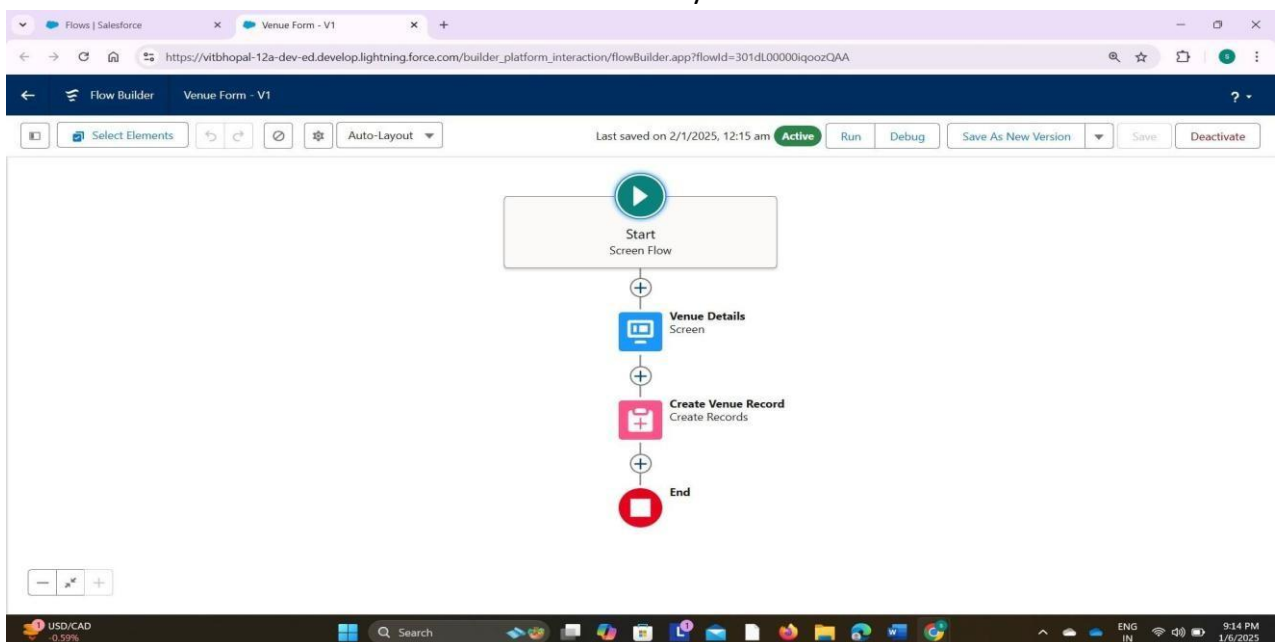 Flows | Salesforce
Venue Form - V1
https://vitbhopal-12a-dev-ed.develop.lightning.force.com/builder_platform_interaction/flowBuilder.app?flowId=301dL00000iqoozQAA
S
Flow Builder Venue Form - V1 ?
Select Elements Auto-Layout Last saved on 2/1/2025, 12:15 am Active Run Debug Save As New Version Save Deactivate
Start
Screen Flow
Venue Details
Screen
Create Venue Record
Create Records
End
1 USD/CAD
-0.59%
Search
ENG
IN
9:14 PM
1/6/2025